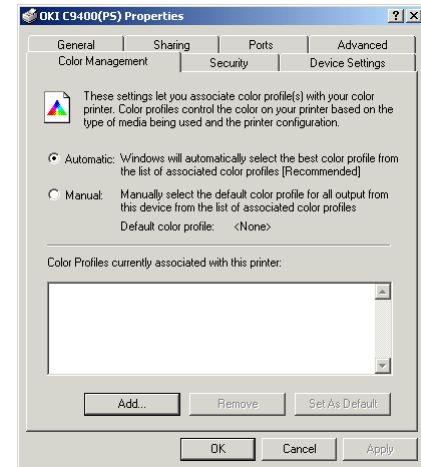 OKI C9400(PS) Properties
General Sharing Ports Advanced
Color Management Security Device Settings
These settings let you associate color profile(s) with your color
printer. Color profiles control the color on your printer based on the
type of media being used and the printer configuration.
Automatic: Windows will automatically select the best color profile from
the list of associated color profiles [Recommended]
Manual: Manually select the default color profile for all output from
this device from the list of associated color profiles
Default color profile: <None>
Color Profiles currently associated with this printer:
Add... Remove Set As Default
OK Cancel Apply